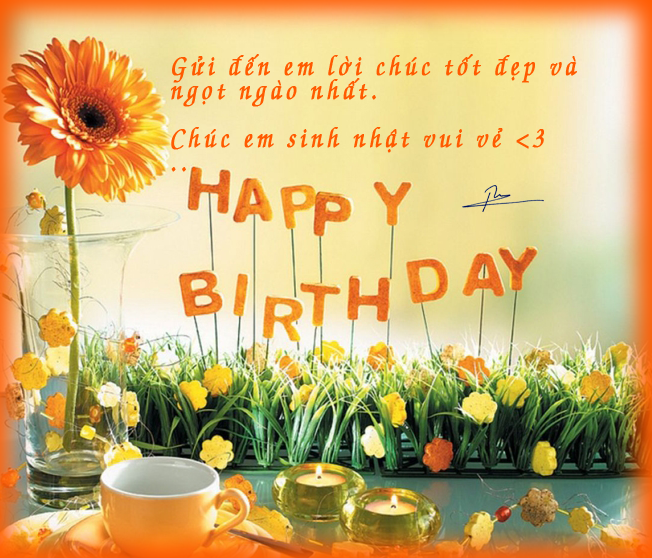 Gửi đến em lời chúc tốt đẹp và
ngọt ngào nhất.
Chúc em sinh nhật vui vẻ <3
..
HAPPY
BIRTHDAY